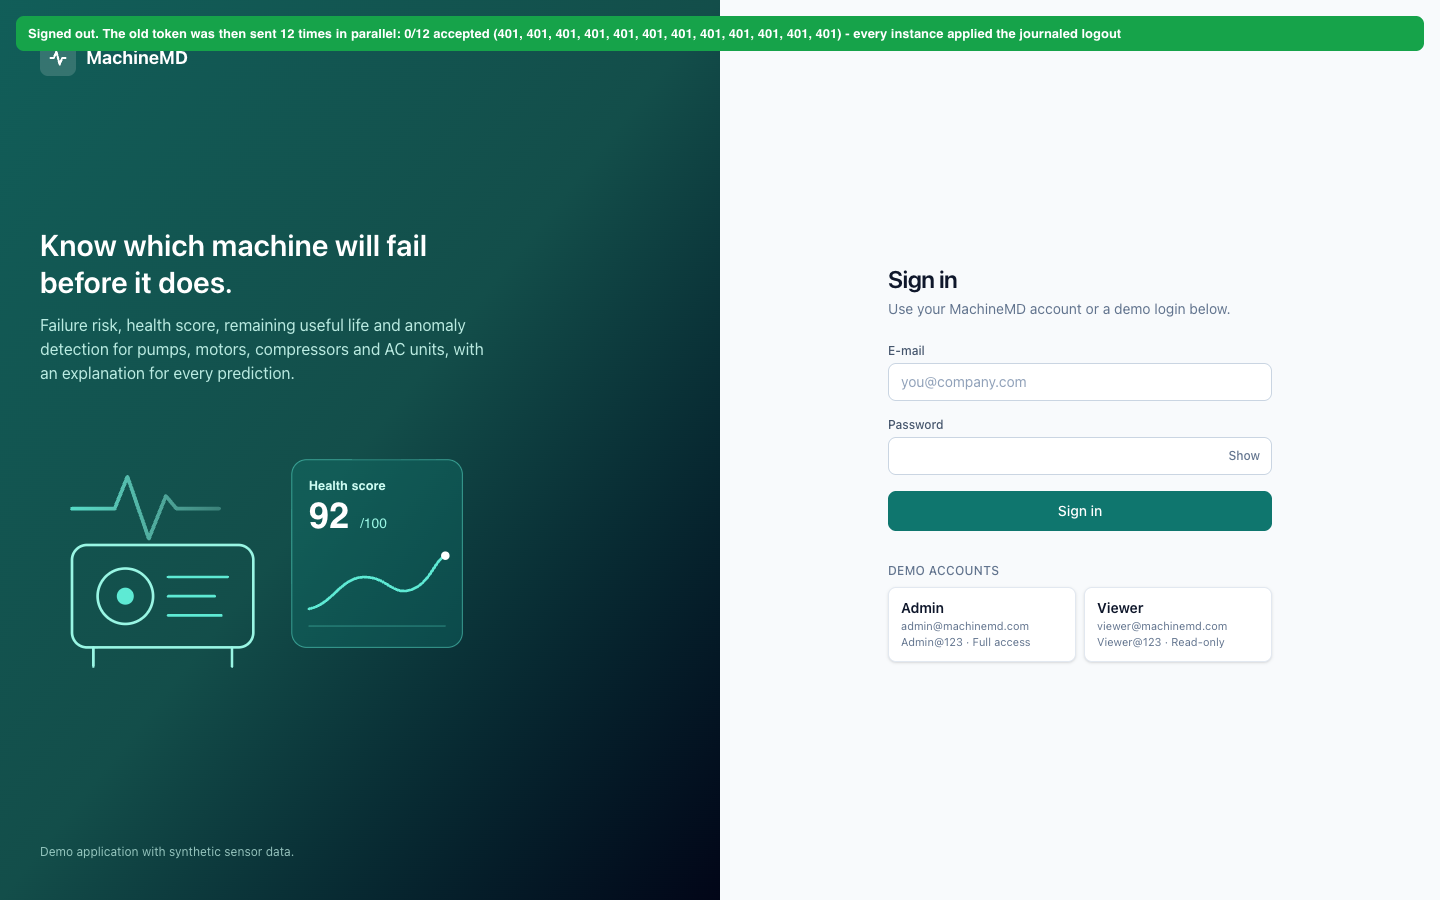 Signed out. The old token was then sent 12 times in parallel: 0/12 accepted (401, 401, 401, 401, 401, 401, 401, 401, 401, 401, 401, 401) - every instance applied the journaled logout
MachineMD
Know which machine will fail
before it does.
Failure risk, health score, remaining useful life and anomaly
detection for pumps, motors, compressors and AC units, with
an explanation for every prediction.
Health score
92 /100
Demo application with synthetic sensor data.
Sign in
Use your MachineMD account or a demo login below.
E-mail
you@company.com
Password
Show
Sign in
DEMO ACCOUNTS
Admin
admin@machinemd.com
Admin@123 · Full access
Viewer
viewer@machinemd.com
Viewer@123 · Read-only